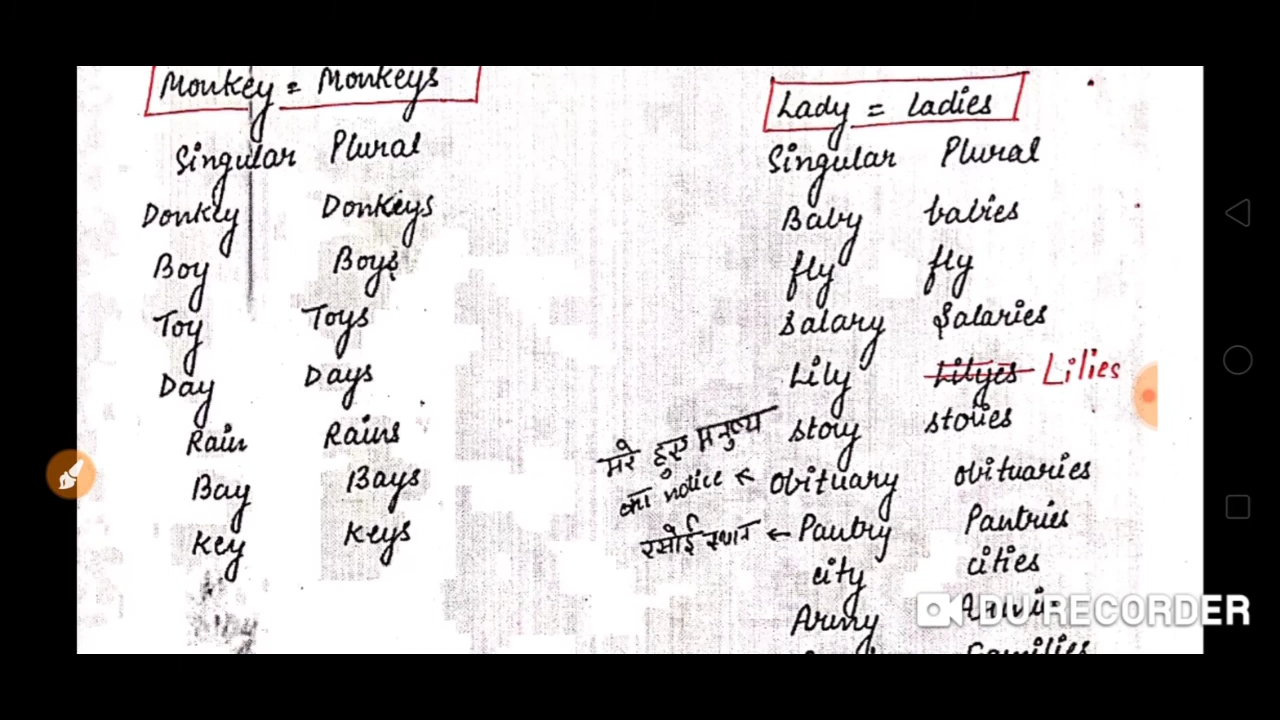 Monkey = Monkeys
Singular Plural
Donkey Donkeys
Boy Boys
Toy Toys
Day Days
Rain Rains
Bay Bays
Key Keys
Lady = ladies
Singular Plural
Baby babies
fly fly
Salary Salaries
Lily Lilyes Lilies
story stories
मरे हुए मनुष्य
का notice ← Obituary obituaries
रसोई स्थान ← Pantry Pantries
city cities
Army
Families
DU RECORDER